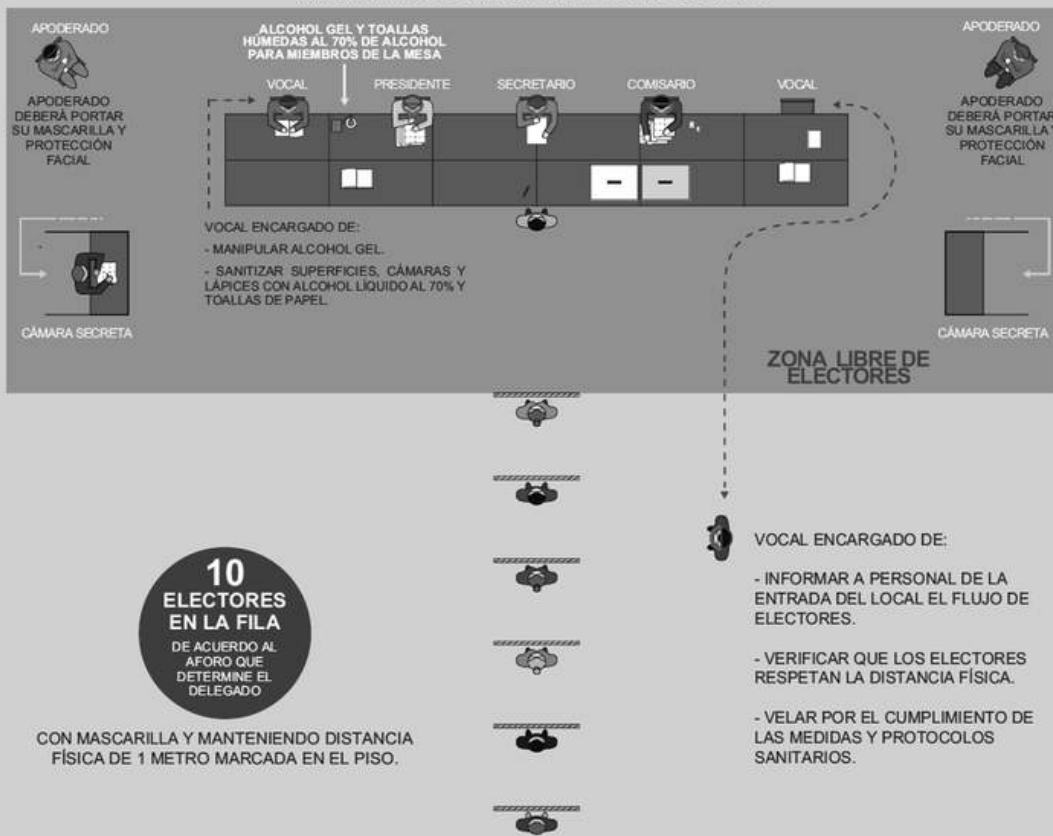 APODERADO
APODERADO
DEBERÁ PORTAR
SU MASCARILLA Y
PROTECCIÓN
FACIAL
ALCOHOL GEL Y TOALLAS
HÚMEDAS AL 70% DE ALCOHOL
PARA MIEMBROS DE LA MESA
VOCAL
PRESIDENTE
SECRETARIO
COMISARIO
VOCAL
APODERADO
APODERADO
DEBERÁ PORTAR
SU MASCARILLA Y
PROTECCIÓN
FACIAL
VOCAL ENCARGADO DE:
- MANIPULAR ALCOHOL GEL.
- SANITIZAR SUPERFICIES, CÁMARAS Y
LÁPICES CON ALCOHOL LÍQUIDO AL 70% Y
TOALLAS DE PAPEL.
CÁMARA SECRETA
CÁMARA SECRETA
ZONA LIBRE DE
ELECTORES
10
ELECTORES
EN LA FILA
DE ACUERDO AL
AFORO QUE
DETERMINE EL
DELEGADO
CON MASCARILLA Y MANTENIENDO DISTANCIA
FÍSICA DE 1 METRO MARCADA EN EL PISO.
VOCAL ENCARGADO DE:
- INFORMAR A PERSONAL DE LA
ENTRADA DEL LOCAL EL FLUJO DE
ELECTORES.
- VERIFICAR QUE LOS ELECTORES
RESPETAN LA DISTANCIA FÍSICA.
- VELAR POR EL CUMPLIMIENTO DE
LAS MEDIDAS Y PROTOCOLOS
SANITARIOS.